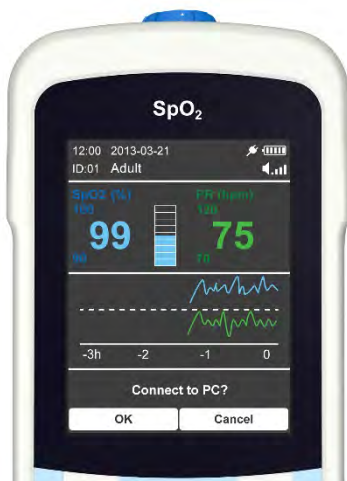 SpO₂
12:00 2013-03-21
ID:01 Adult
SpO2 (%) PR (bpm)
100 120
99 75
90 70
-3h -2 -1 0
Connect to PC?
OK Cancel